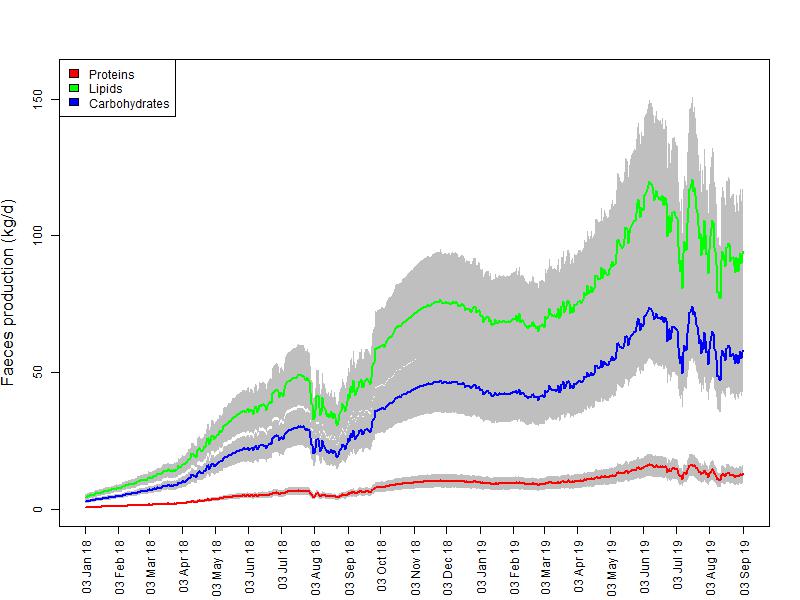 Proteins
Lipids
Carbohydrates
Faeces production (kg/d)
150
100
50
0
03 Jan 18
03 Feb 18
03 Mar 18
03 Apr 18
03 May 18
03 Jun 18
03 Jul 18
03 Aug 18
03 Sep 18
03 Oct 18
03 Nov 18
03 Dec 18
03 Jan 19
03 Feb 19
03 Mar 19
03 Apr 19
03 May 19
03 Jun 19
03 Jul 19
03 Aug 19
03 Sep 19